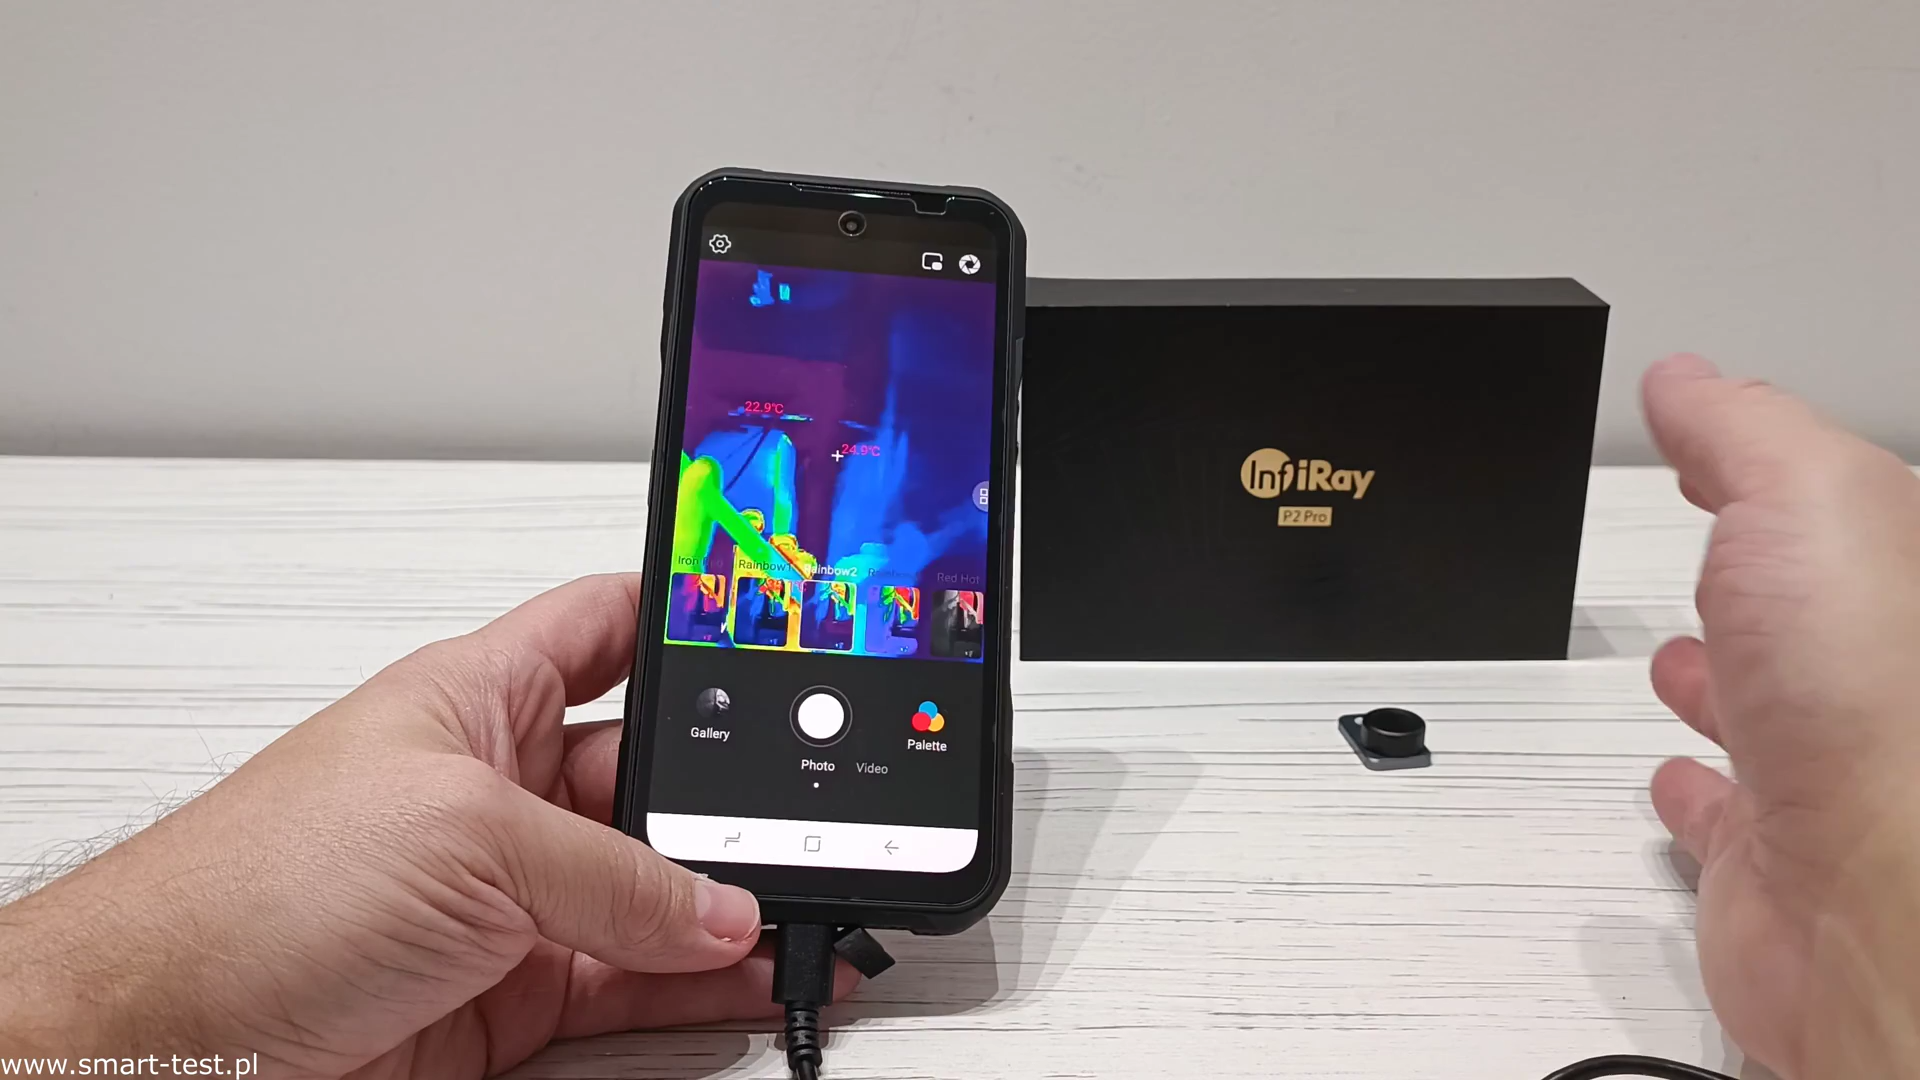 22.9°C
24.9°C
Rainbow1
Rainbow2
Red Hot
Gallery
Photo
Video
Palette
InfiRay
P2 Pro
www.smart-test.pl